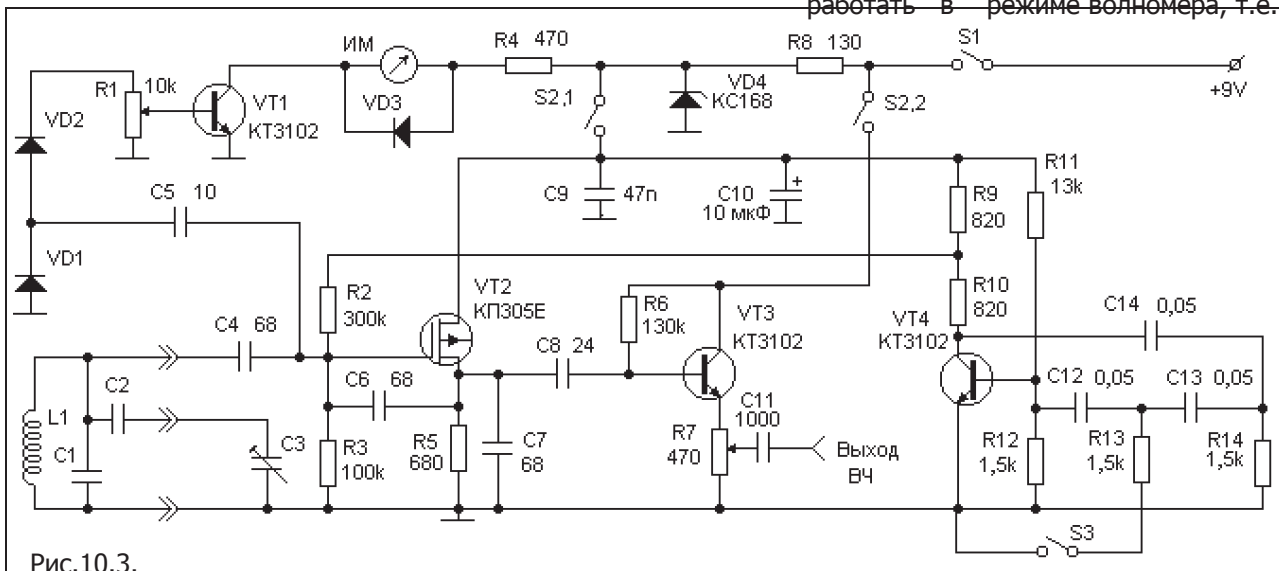 работать в режиме волномера, т.е.
ИМ
R4 470
R8 130
S1
+9V
R1
10k
VT1
КТ3102
VD2
VD3
S2,1
VD4
КС168
S2,2
C5 10
VD1
C9
47n
C10
10 мкФ
+
R9
820
R11
13k
R2
300k
VT2
КП305Е
R6
130k
VT3
КТ3102
R10
820
VT4
КТ3102
C14 0,05
C4 68
C8 24
C2
C6 68
C12 0,05
C13 0,05
L1
C1
C3
R3
100k
R5
680
C7
68
R7
470
C11
1000
Выход
ВЧ
R12
1,5k
R13
1,5k
R14
1,5k
S3
Рис.10.3.